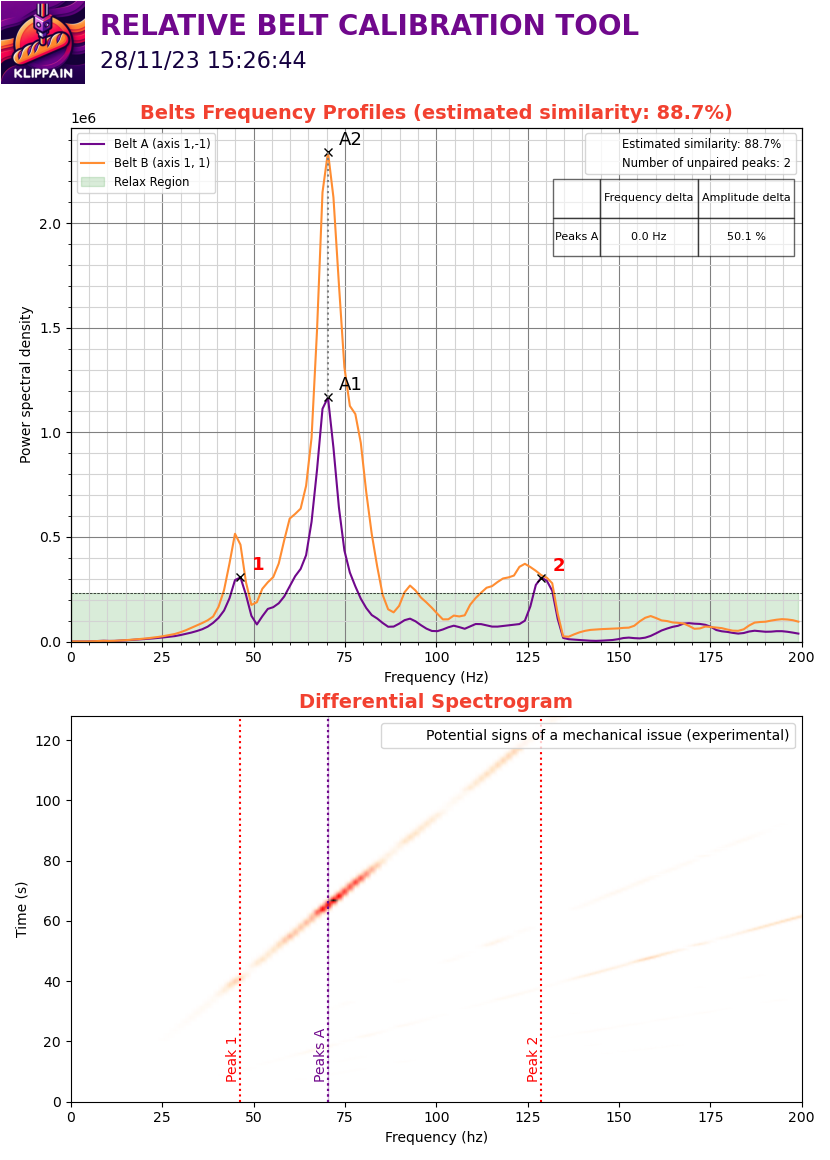 KLIPPAIN
RELATIVE BELT CALIBRATION TOOL
28/11/23 15:26:44
Belts Frequency Profiles (estimated similarity: 88.7%)
1e6
Belt A (axis 1,-1)
Belt B (axis 1, 1)
Relax Region
Estimated similarity: 88.7%
Number of unpaired peaks: 2
Frequency delta Amplitude delta
Peaks A 0.0 Hz 50.1 %
A2
A1
1
2
Power spectral density
2.0
1.5
1.0
0.5
0.0
0 25 50 75 100 125 150 175 200
Frequency (Hz)
Differential Spectrogram
Potential signs of a mechanical issue (experimental)
Time (s)
120
100
80
60
40
20
0
Peak 1
Peaks A
Peak 2
0 25 50 75 100 125 150 175 200
Frequency (hz)